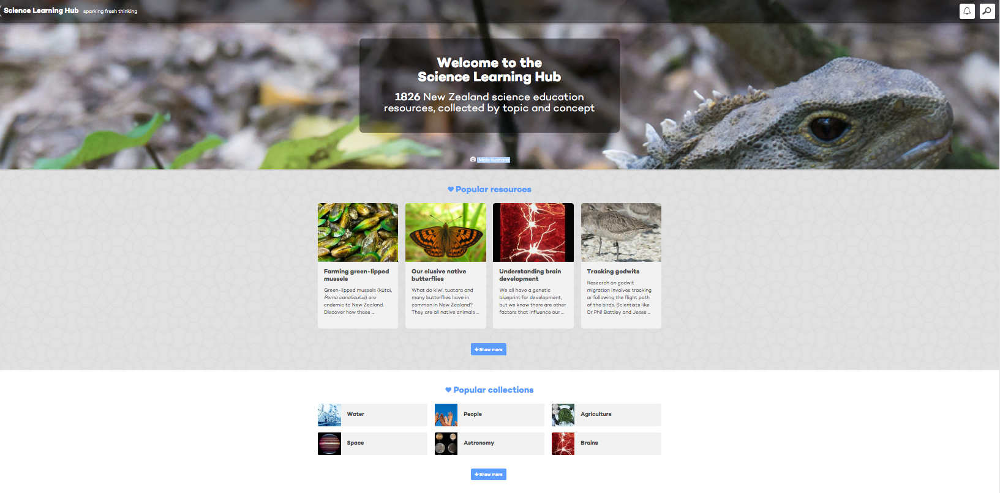 Science Learning Hub sparking fresh thinking
Welcome to the
Science Learning Hub
1826 New Zealand science education
resources, collected by topic and concept
Male tuatara
Popular resources
Farming green-lipped
mussels
Green-lipped mussels (kūtai,
Perna canaliculus) are
endemic to New Zealand.
Discover how these ...
Our elusive native
butterflies
What do kiwi, tuatara and
many butterflies have in
common in New Zealand?
They are all native animals ...
Understanding brain
development
We all have a genetic
blueprint for development,
but we know there are other
factors that influence our ...
Tracking godwits
Research on godwit
migration involves tracking
or following the flight path
of the birds. Scientists like
Dr Phil Battley and Jesse ...
Show more
Popular collections
Water
People
Agriculture
Space
Astronomy
Brains
Show more